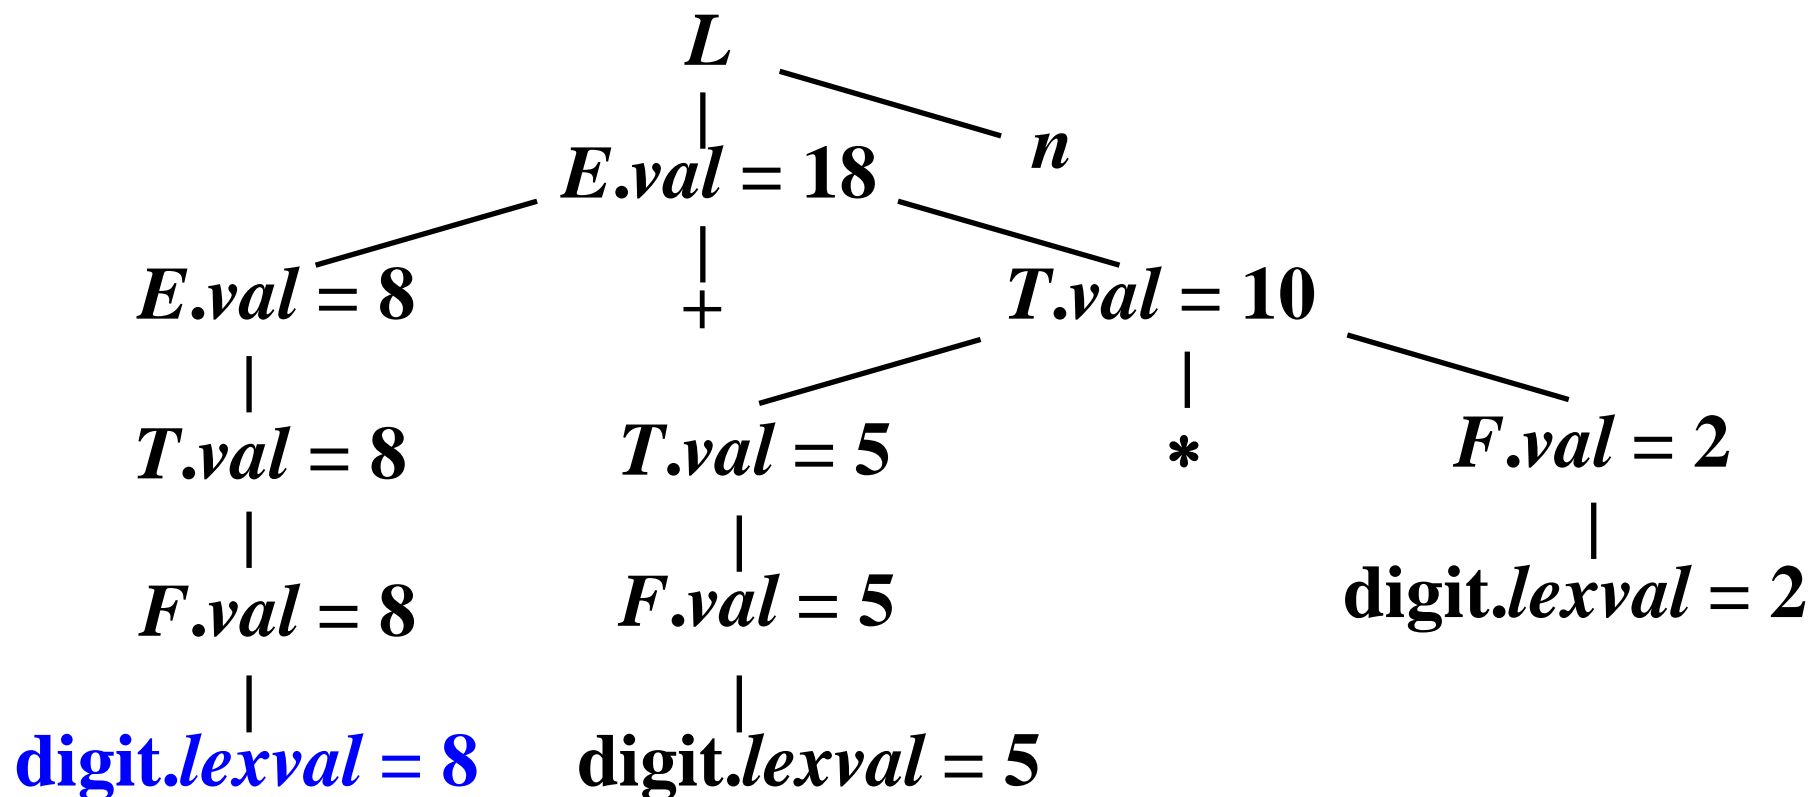 L
n
E.val = 18
E.val = 8 + T.val = 10
T.val = 8 T.val = 5 * F.val = 2
F.val = 8 F.val = 5 digit.lexval = 2
digit.lexval = 8 digit.lexval = 5